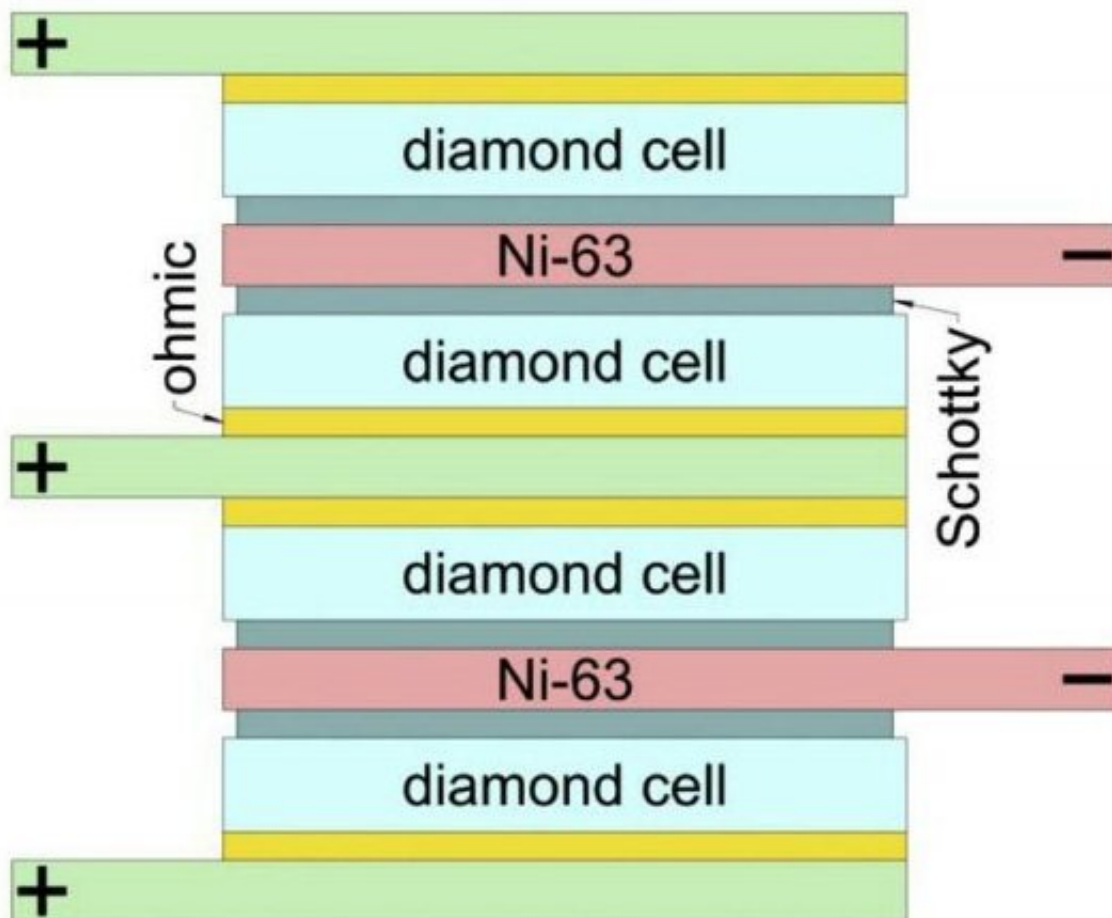 +
diamond cell
Ni-63
−
ohmic
diamond cell
Schottky
+
diamond cell
Ni-63
−
diamond cell
+